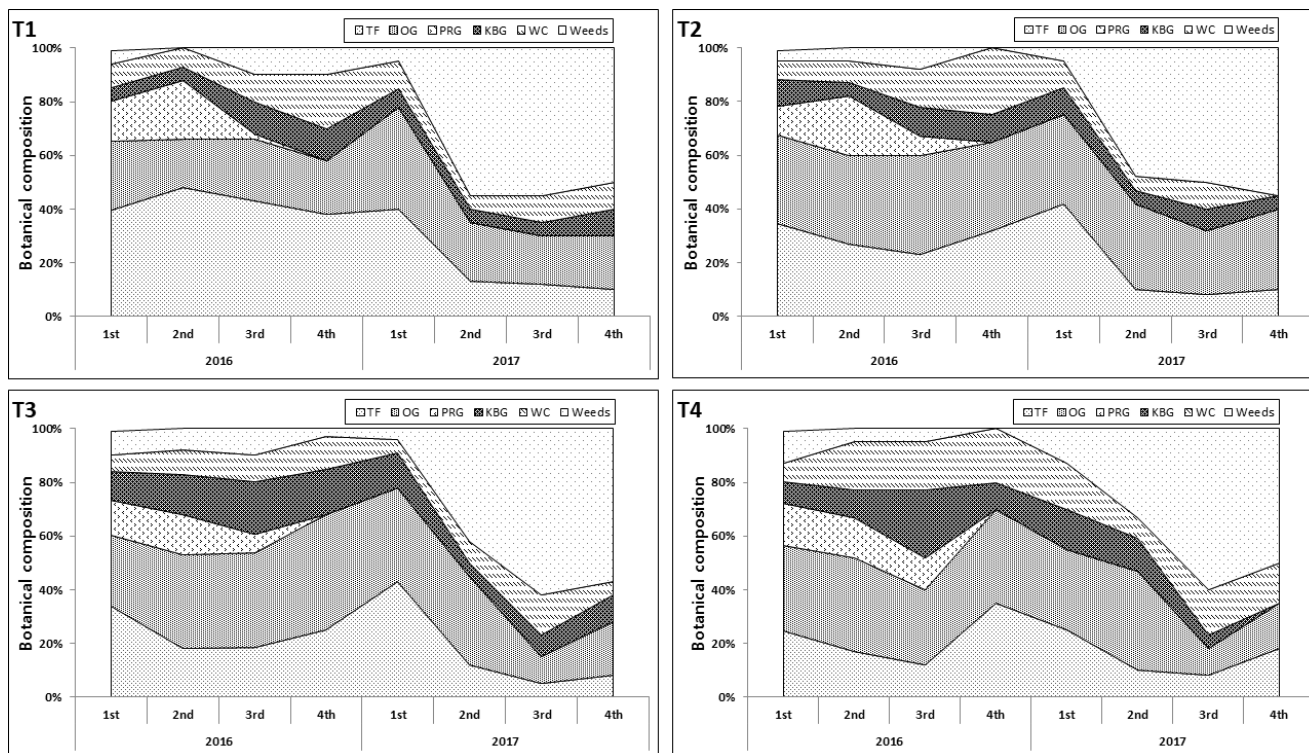 T1
TF OG PRG KBG WC Weeds
Botanical composition
100%
80%
60%
40%
20%
0%
1st 2nd 3rd 4th 1st 2nd 3rd 4th
2016 2017
T2
TF OG PRG KBG WC Weeds
Botanical composition
100%
80%
60%
40%
20%
0%
1st 2nd 3rd 4th 1st 2nd 3rd 4th
2016 2017
T3
TF OG PRG KBG WC Weeds
Botanical composition
100%
80%
60%
40%
20%
0%
1st 2nd 3rd 4th 1st 2nd 3rd 4th
2016 2017
T4
TF OG PRG KBG WC Weeds
Botanical composition
100%
80%
60%
40%
20%
0%
1st 2nd 3rd 4th 1st 2nd 3rd 4th
2016 2017